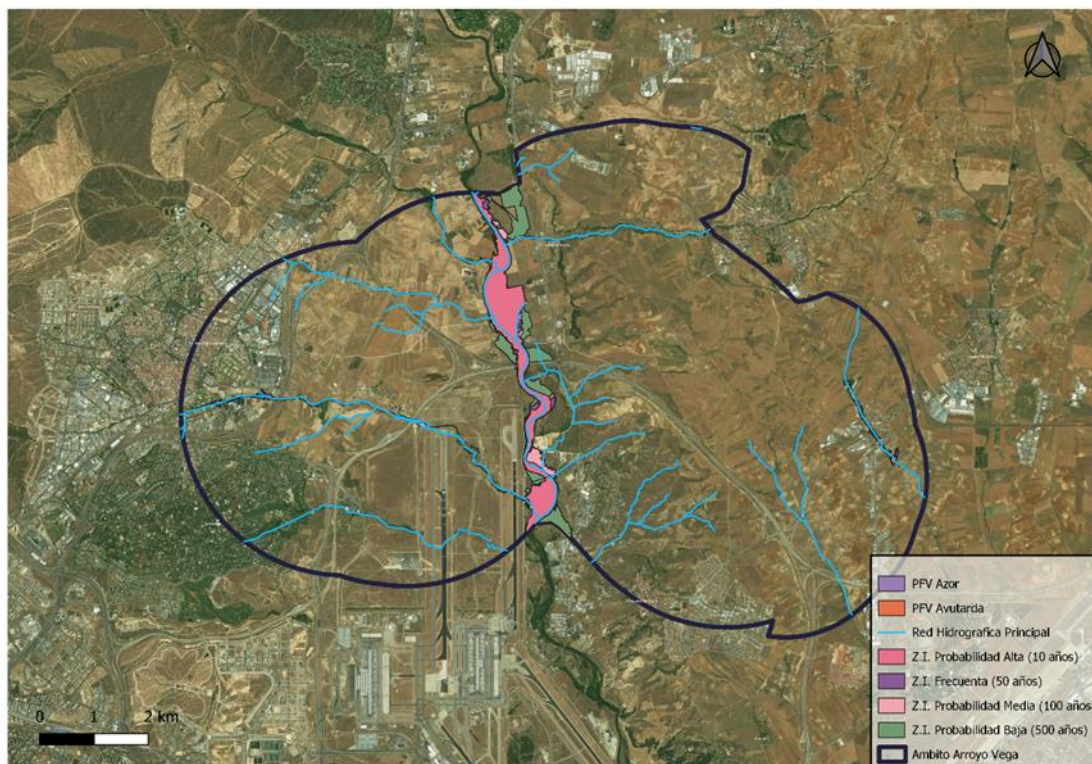 0 1 2 km
PFV Azor
PFV Avutarda
Red Hidrografica Principal
Z.I. Probabilidad Alta (10 años)
Z.I. Frecuenta (50 años)
Z.I. Probabilidad Media (100 años
Z.I. Probabilidad Baja (500 años)
Ambito Arroyo Vega